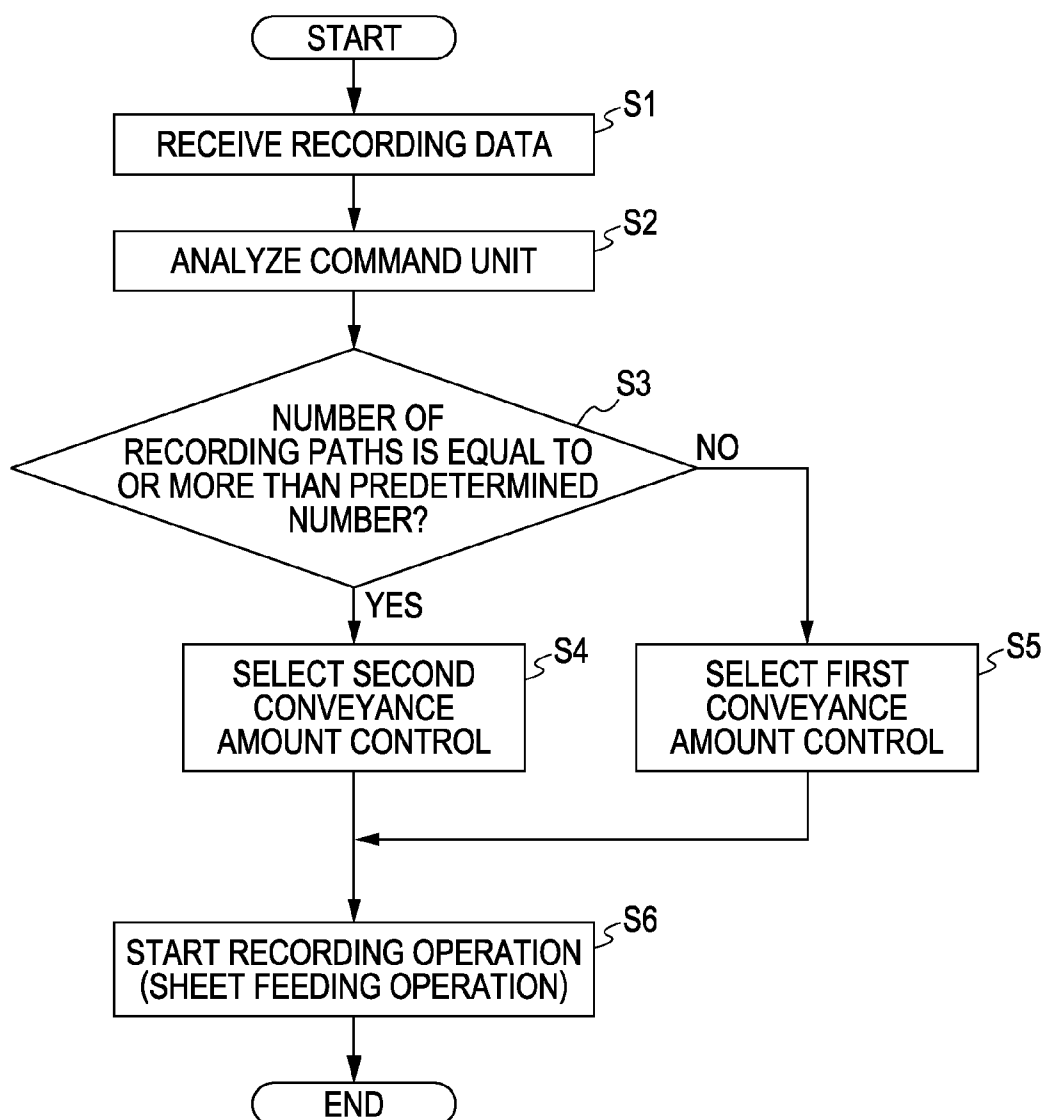 START
S1
RECEIVE RECORDING DATA
S2
ANALYZE COMMAND UNIT
S3
NUMBER OF
RECORDING PATHS IS EQUAL TO
OR MORE THAN PREDETERMINED
NUMBER?
NO
YES
S4
SELECT SECOND
CONVEYANCE
AMOUNT CONTROL
S5
SELECT FIRST
CONVEYANCE
AMOUNT CONTROL
S6
START RECORDING OPERATION
(SHEET FEEDING OPERATION)
END